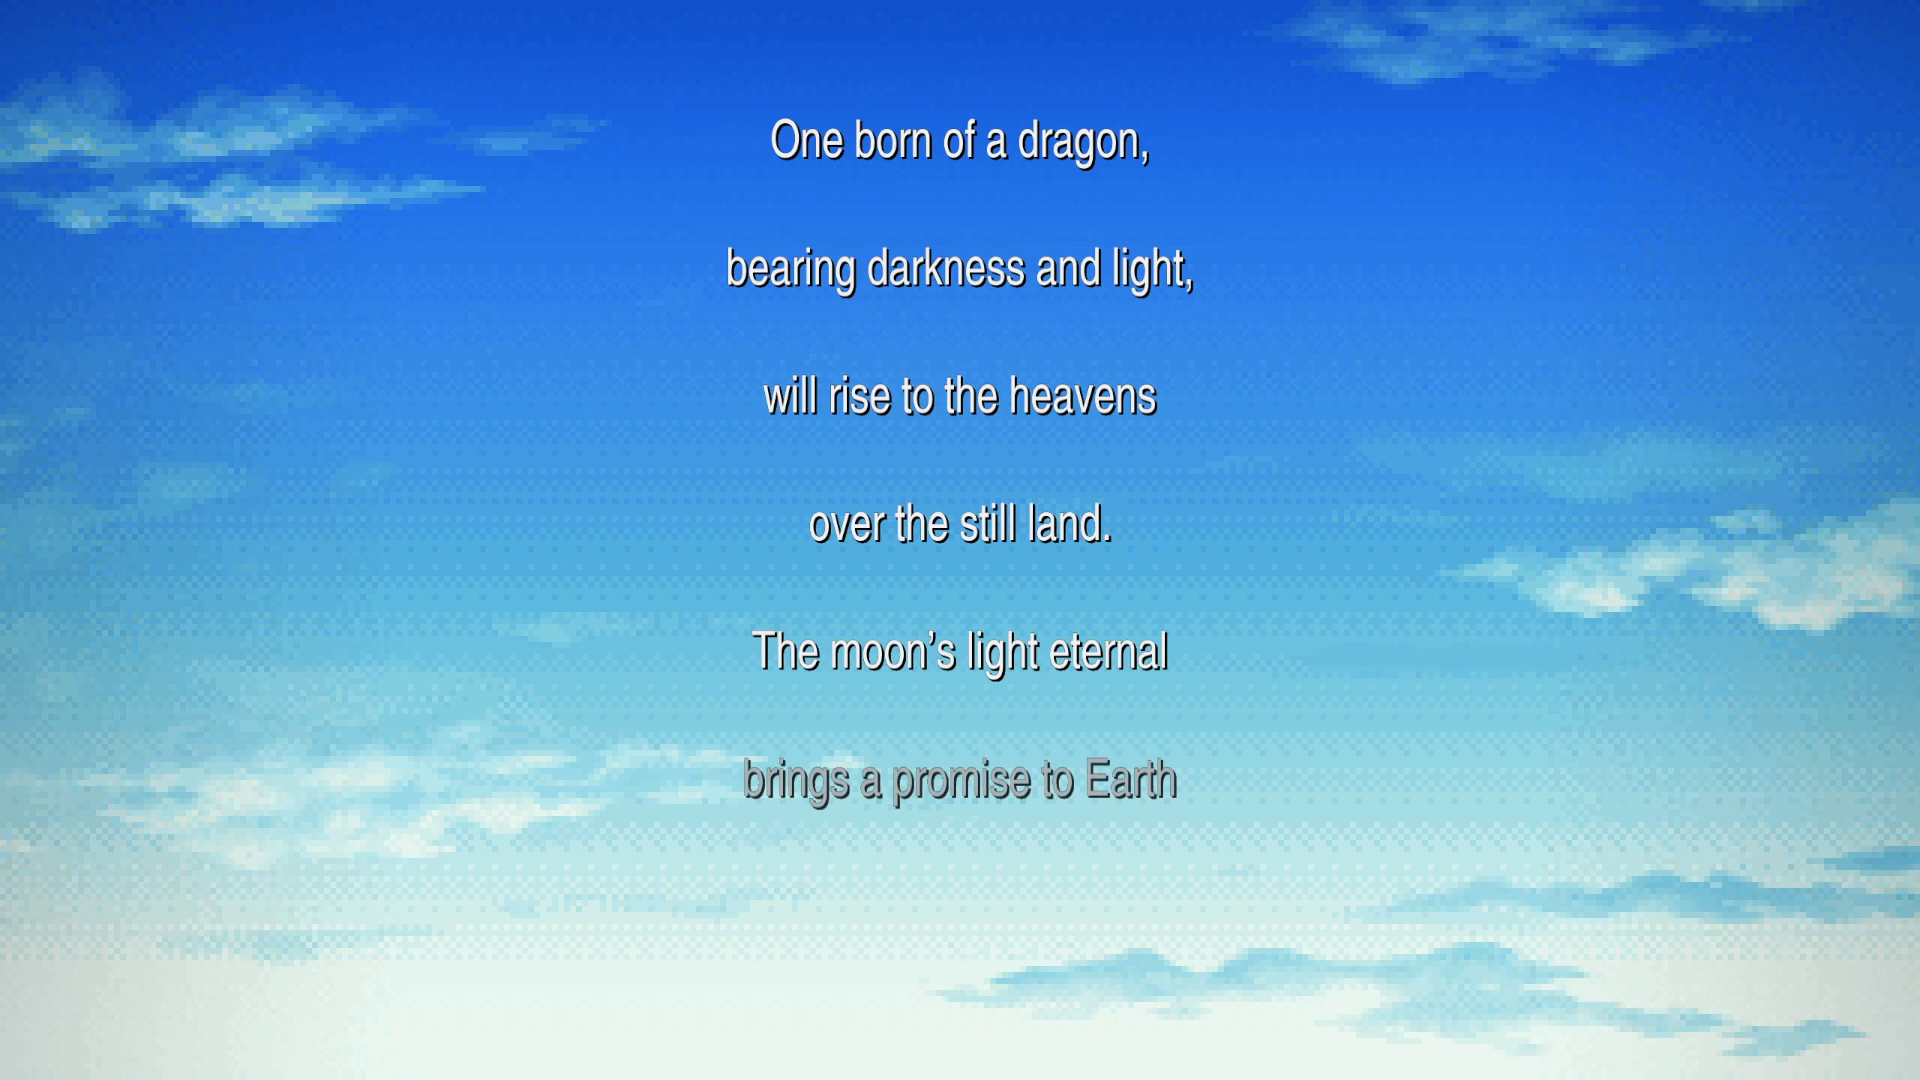 One born of a dragon,
bearing darkness and light,
will rise to the heavens
over the still land.
The moon’s light eternal
brings a promise to Earth